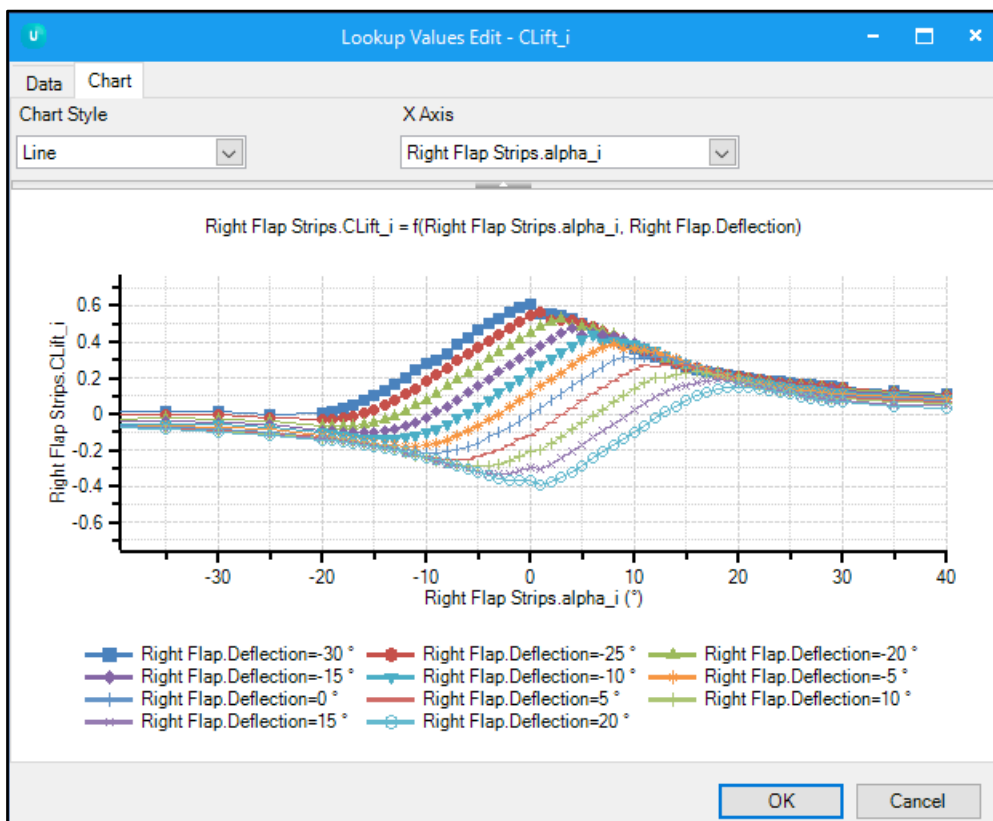 U
Lookup Values Edit - CLift_i
Data Chart
Chart Style X Axis
Line Right Flap Strips.alpha_i
Right Flap Strips.CLift_i = f(Right Flap Strips.alpha_i, Right Flap.Deflection)
Right Flap Strips.CLift_i
0.6
0.4
0.2
0
-0.2
-0.4
-0.6
-30 -20 -10 0 10 20 30 40
Right Flap Strips.alpha_i (°)
Right Flap.Deflection=-30 ° Right Flap.Deflection=-25 ° Right Flap.Deflection=-20 °
Right Flap.Deflection=-15 ° Right Flap.Deflection=-10 ° Right Flap.Deflection=-5 °
Right Flap.Deflection=0 ° Right Flap.Deflection=5 ° Right Flap.Deflection=10 °
Right Flap.Deflection=15 ° Right Flap.Deflection=20 °
OK Cancel